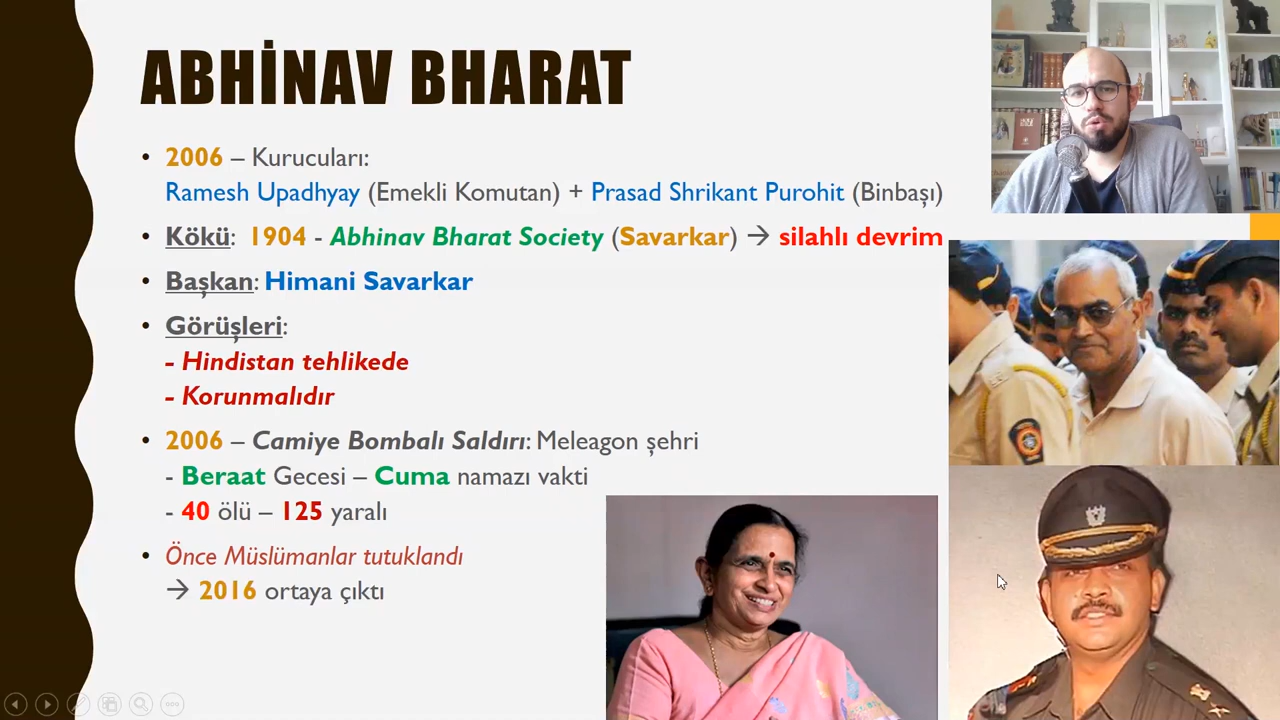 ABHİNAV BHARAT
• 2006 – Kurucuları:
Ramesh Upadhyay (Emekli Komutan) + Prasad Shrikant Purohit (Binbaşı)
• Kökü: 1904 - Abhinav Bharat Society (Savarkar) → silahlı devrim
• Başkan: Himani Savarkar
• Görüşleri:
- Hindistan tehlikede
- Korunmalıdır
• 2006 – Camiye Bombalı Saldırı: Meleagon şehri
- Beraat Gecesi – Cuma namazı vakti
- 40 ölü – 125 yaralı
• Önce Müslümanlar tutuklandı
→ 2016 ortaya çıktı